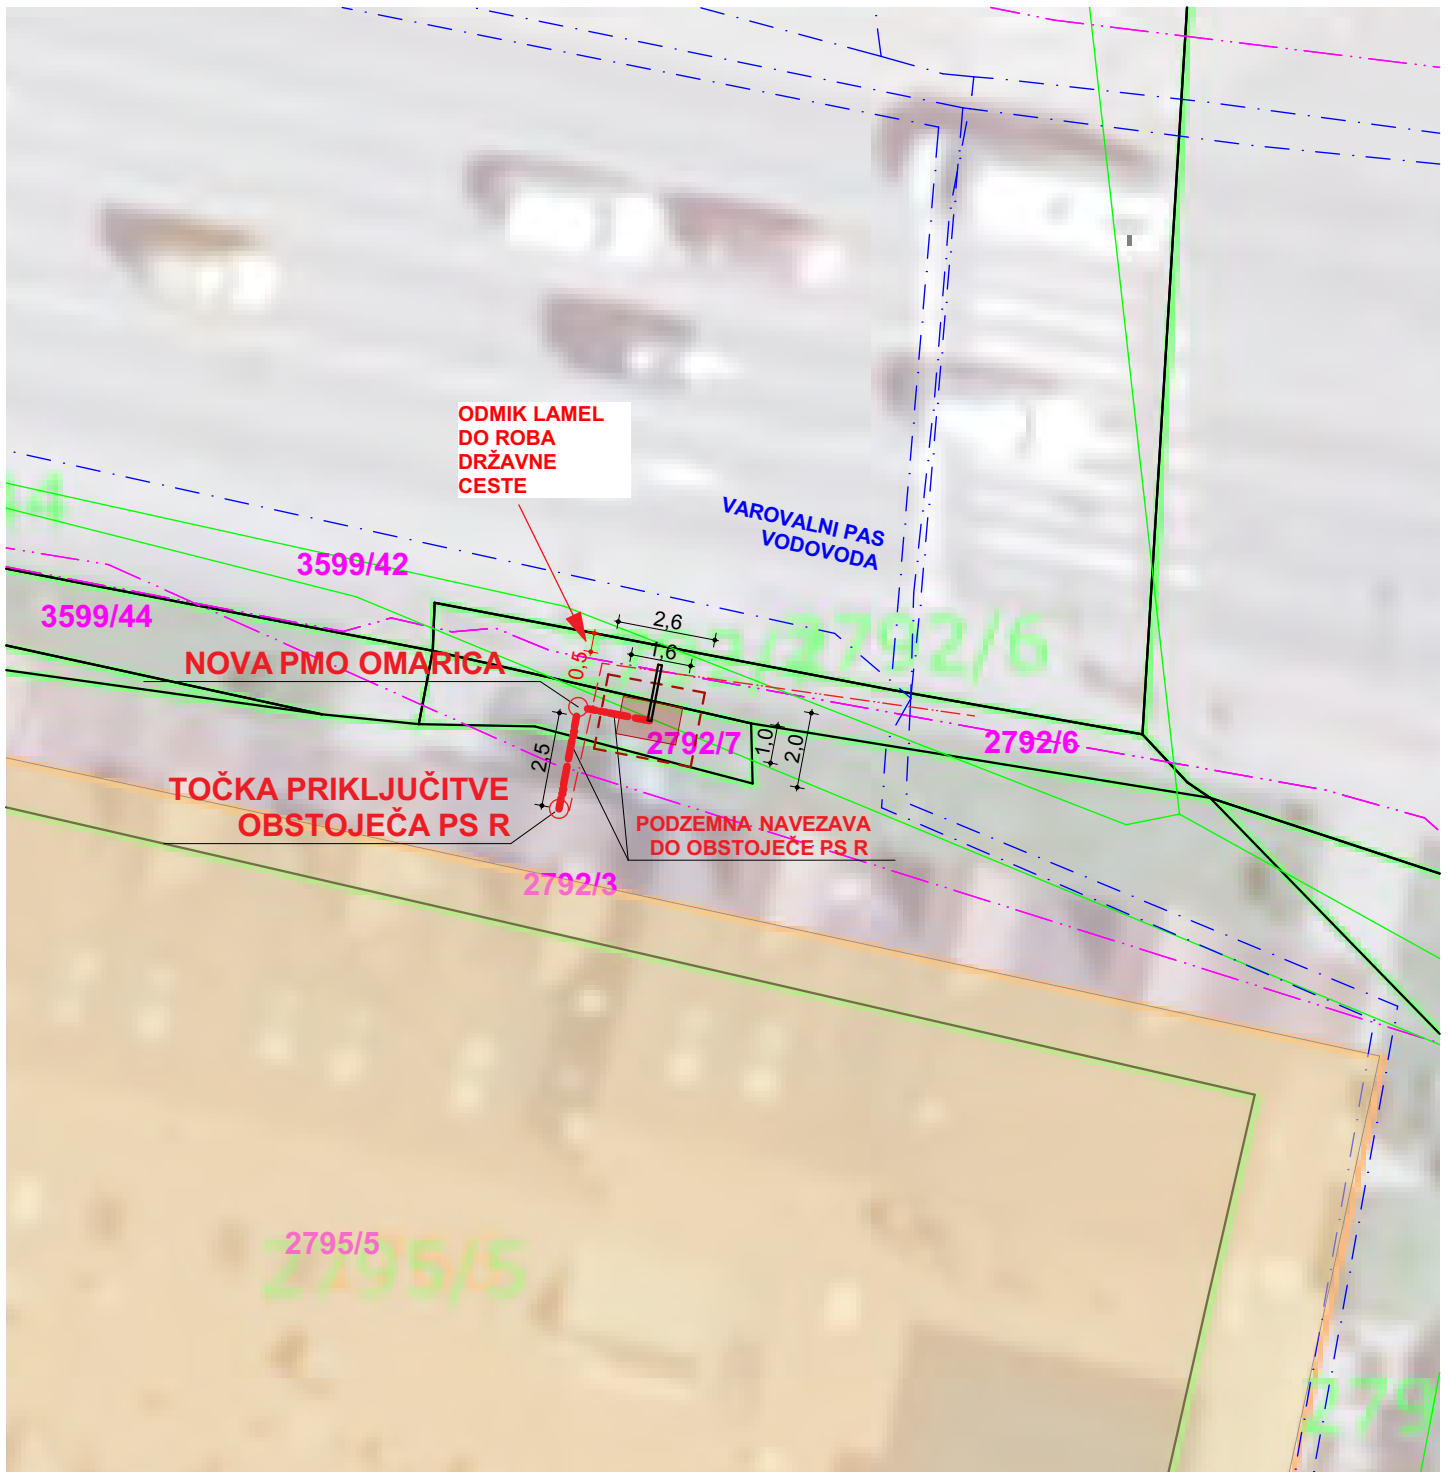 ODMIK LAMEL
DO ROBA
DRŽAVNE
CESTE
VAROVALNI PAS
VODOVODA
3599/42
3599/44
2,6
1,6
0,5
2792/6
NOVA PMO OMARICA
2792/7
1,0
2,0
2792/6
2,5
TOČKA PRIKLJUČITVE
OBSTOJEČA PS R
PODZEMNA NAVEZAVA
DO OBSTOJEČE PS R
2792/3
2795/5
2795/5
279